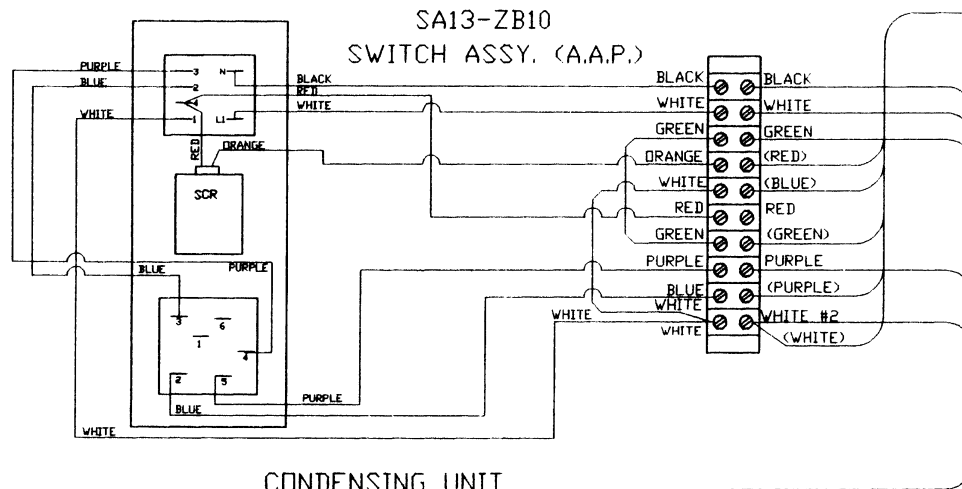 SA13-ZB10
SWITCH ASSY. (A.A.P.)
PURPLE
BLUE
WHITE
3 N
2
4
1 L1
BLACK
RED
WHITE
RED
ORANGE
SCR
BLACK BLACK
WHITE WHITE
GREEN GREEN
ORANGE (RED)
WHITE (BLUE)
RED RED
GREEN (GREEN)
PURPLE PURPLE
BLUE (PURPLE)
WHITE
WHITE WHITE #2
WHITE (WHITE)
BLUE
PURPLE
3 6
1
4
2 5
BLUE
PURPLE
WHITE
CONDENSING UNIT